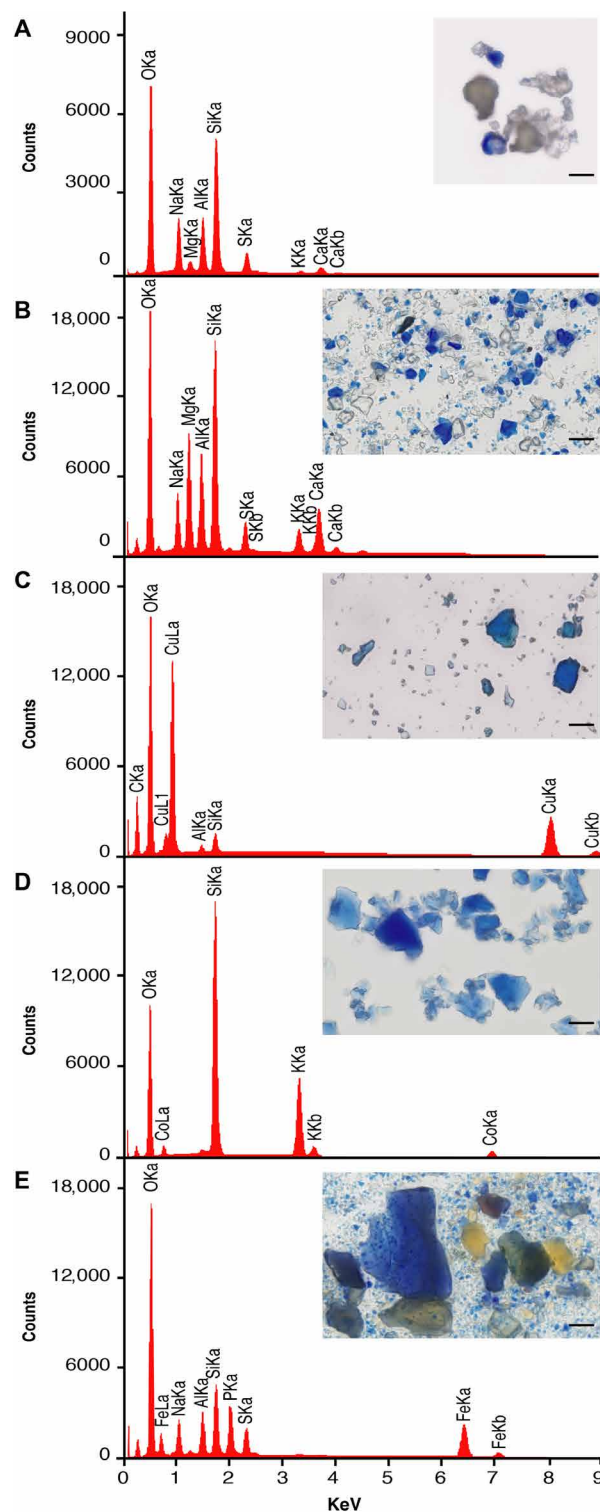 A
9000
6000
3000
0
Counts
OKa
NaKa
MgKa
AlKa
SiKa
SKa
KKa
CaKa
CaKb
B
18,000
12,000
6000
0
Counts
OKa
NaKa
MgKa
AlKa
SiKa
SKa
SKb
KKa
KKb
CaKa
CaKb
C
18,000
12,000
6000
0
Counts
CKa
OKa
CuL1
CuLa
AlKa
SiKa
CuKa
CuKb
D
18,000
12,000
6000
0
Counts
OKa
CoLa
SiKa
KKa
KKb
CoKa
E
18,000
12,000
6000
0
Counts
OKa
FeLa
NaKa
AlKa
SiKa
PKa
SKa
FeKa
FeKb
0 1 2 3 4 5 6 7 8 9
KeV